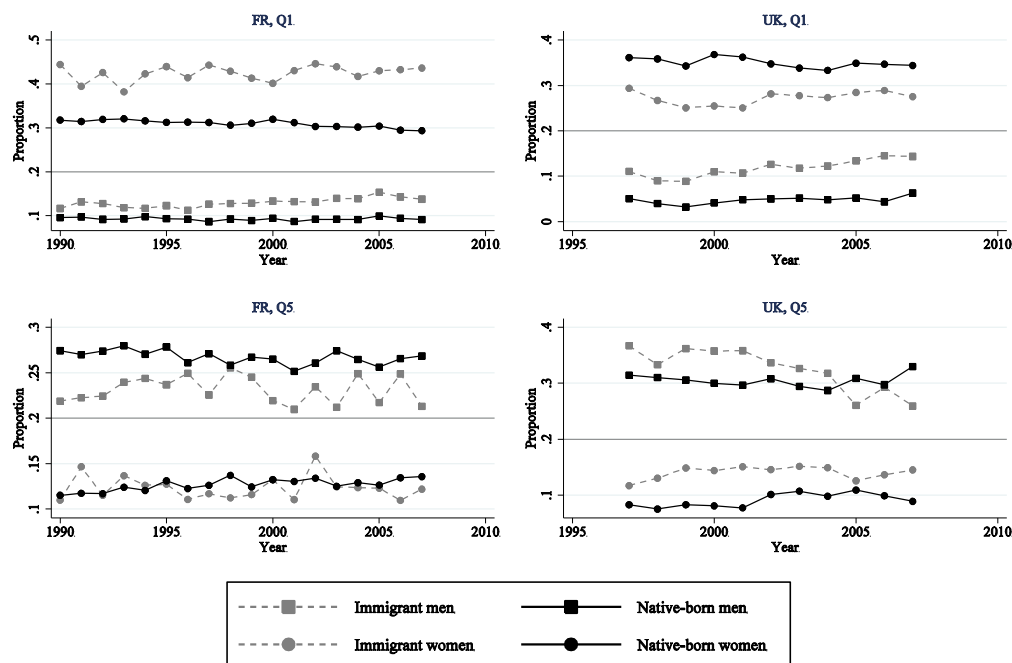 FR, Q1
.5
.4
.3
.2
.1
Proportion
1990 1995 2000 2005 2010
Year
UK, Q1
.4
.3
.2
.1
0
Proportion
1995 2000 2005 2010
Year
FR, Q5
.3
.25
.2
.15
.1
Proportion
1990 1995 2000 2005 2010
Year
UK, Q5
.4
.3
.2
.1
Proportion
1995 2000 2005 2010
Year
Immigrant men Native-born men
Immigrant women Native-born women